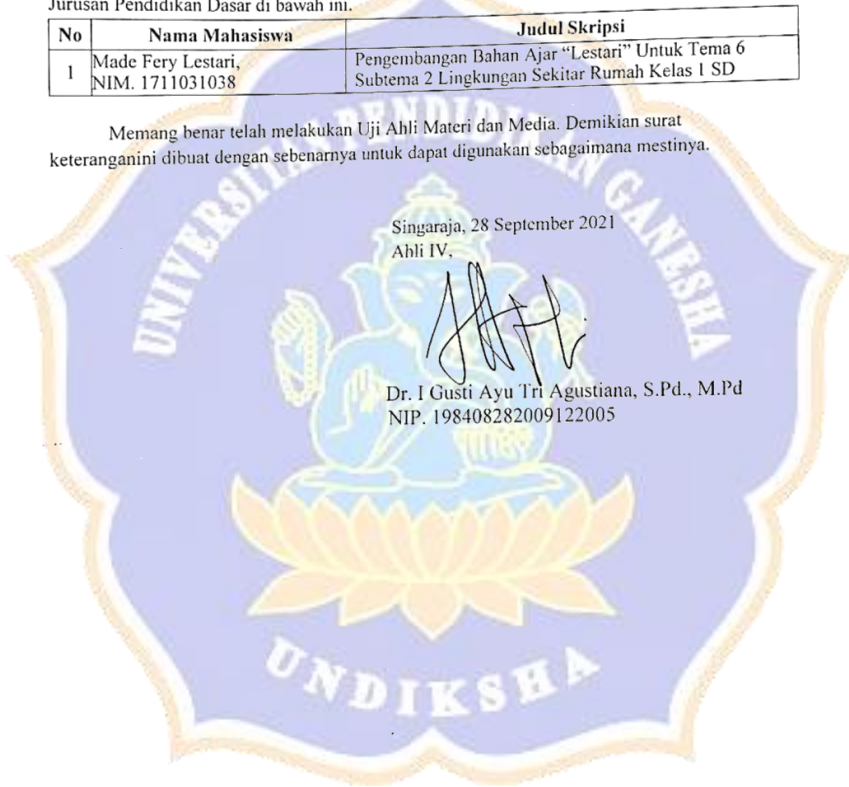 Jurusan Pendidikan Dasar di bawah ini.
No Nama Mahasiswa Judul Skripsi
1 Made Fery Lestari, Pengembangan Bahan Ajar “Lestari” Untuk Tema 6
NIM. 1711031038 Subtema 2 Lingkungan Sekitar Rumah Kelas 1 SD
Memang benar telah melakukan Uji Ahli Materi dan Media. Demikian surat
keteranganini dibuat dengan sebenarnya untuk dapat digunakan sebagaimana mestinya.
UNIVERSITAS PENDIDIKAN GANESHA
Singaraja, 28 September 2021
Ahli IV,
Dr. I Gusti Ayu Tri Agustiana, S.Pd., M.Pd
NIP. 198408282009122005
UNDIKSHA